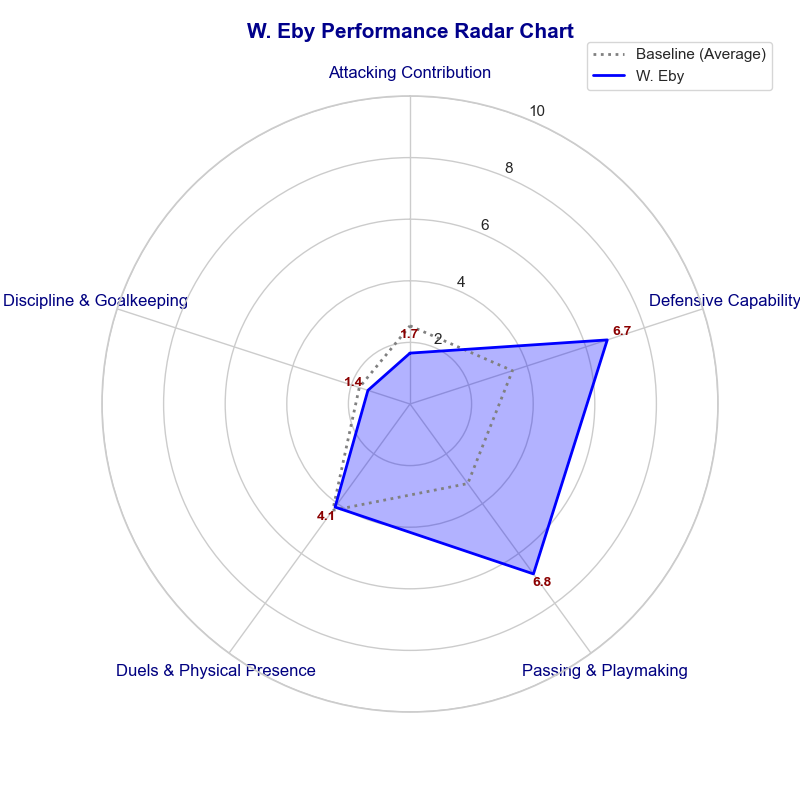 W. Eby Performance Radar Chart
Baseline (Average)
W. Eby
Attacking Contribution
10
8
6
4
2
Discipline & Goalkeeping
Defensive Capability
6.7
1.7
1.4
4.1
6.8
Duels & Physical Presence
Passing & Playmaking